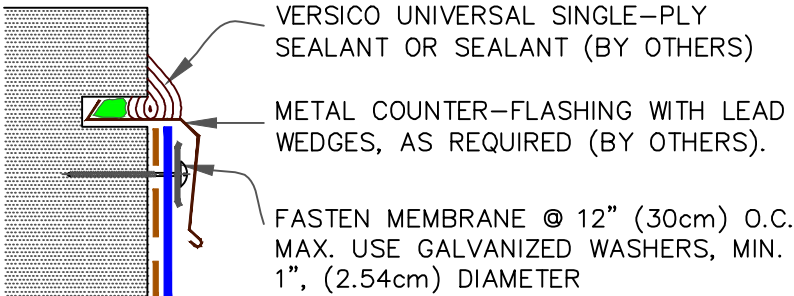 VERSICO UNIVERSAL SINGLE-PLY
SEALANT OR SEALANT (BY OTHERS)
METAL COUNTER-FLASHING WITH LEAD
WEDGES, AS REQUIRED (BY OTHERS).
FASTEN MEMBRANE @ 12" (30cm) O.C.
MAX. USE GALVANIZED WASHERS, MIN.
1", (2.54cm) DIAMETER